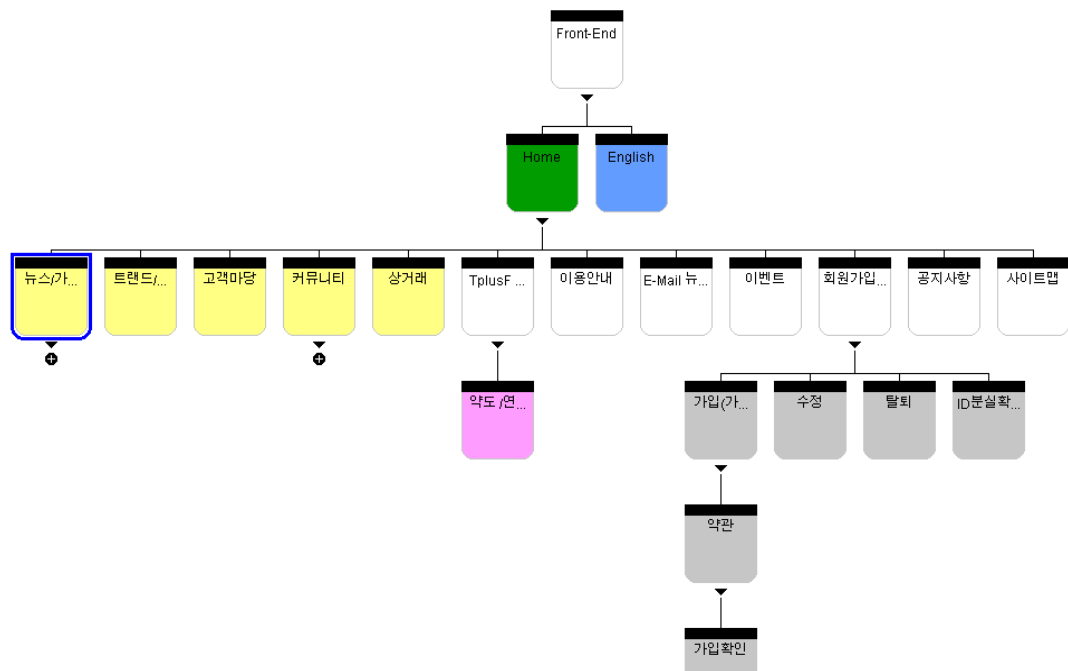 Front-End
Home
English
뉴스/가 ...
트랜드/...
고객마당
커뮤니티
상거래
TplusF ...
이용안내
E-Mail 뉴...
이벤트
회원가입...
공지사항
사이트맵
약도 /연...
가입(가...
수정
탈퇴
ID분실확...
약관
가입확인